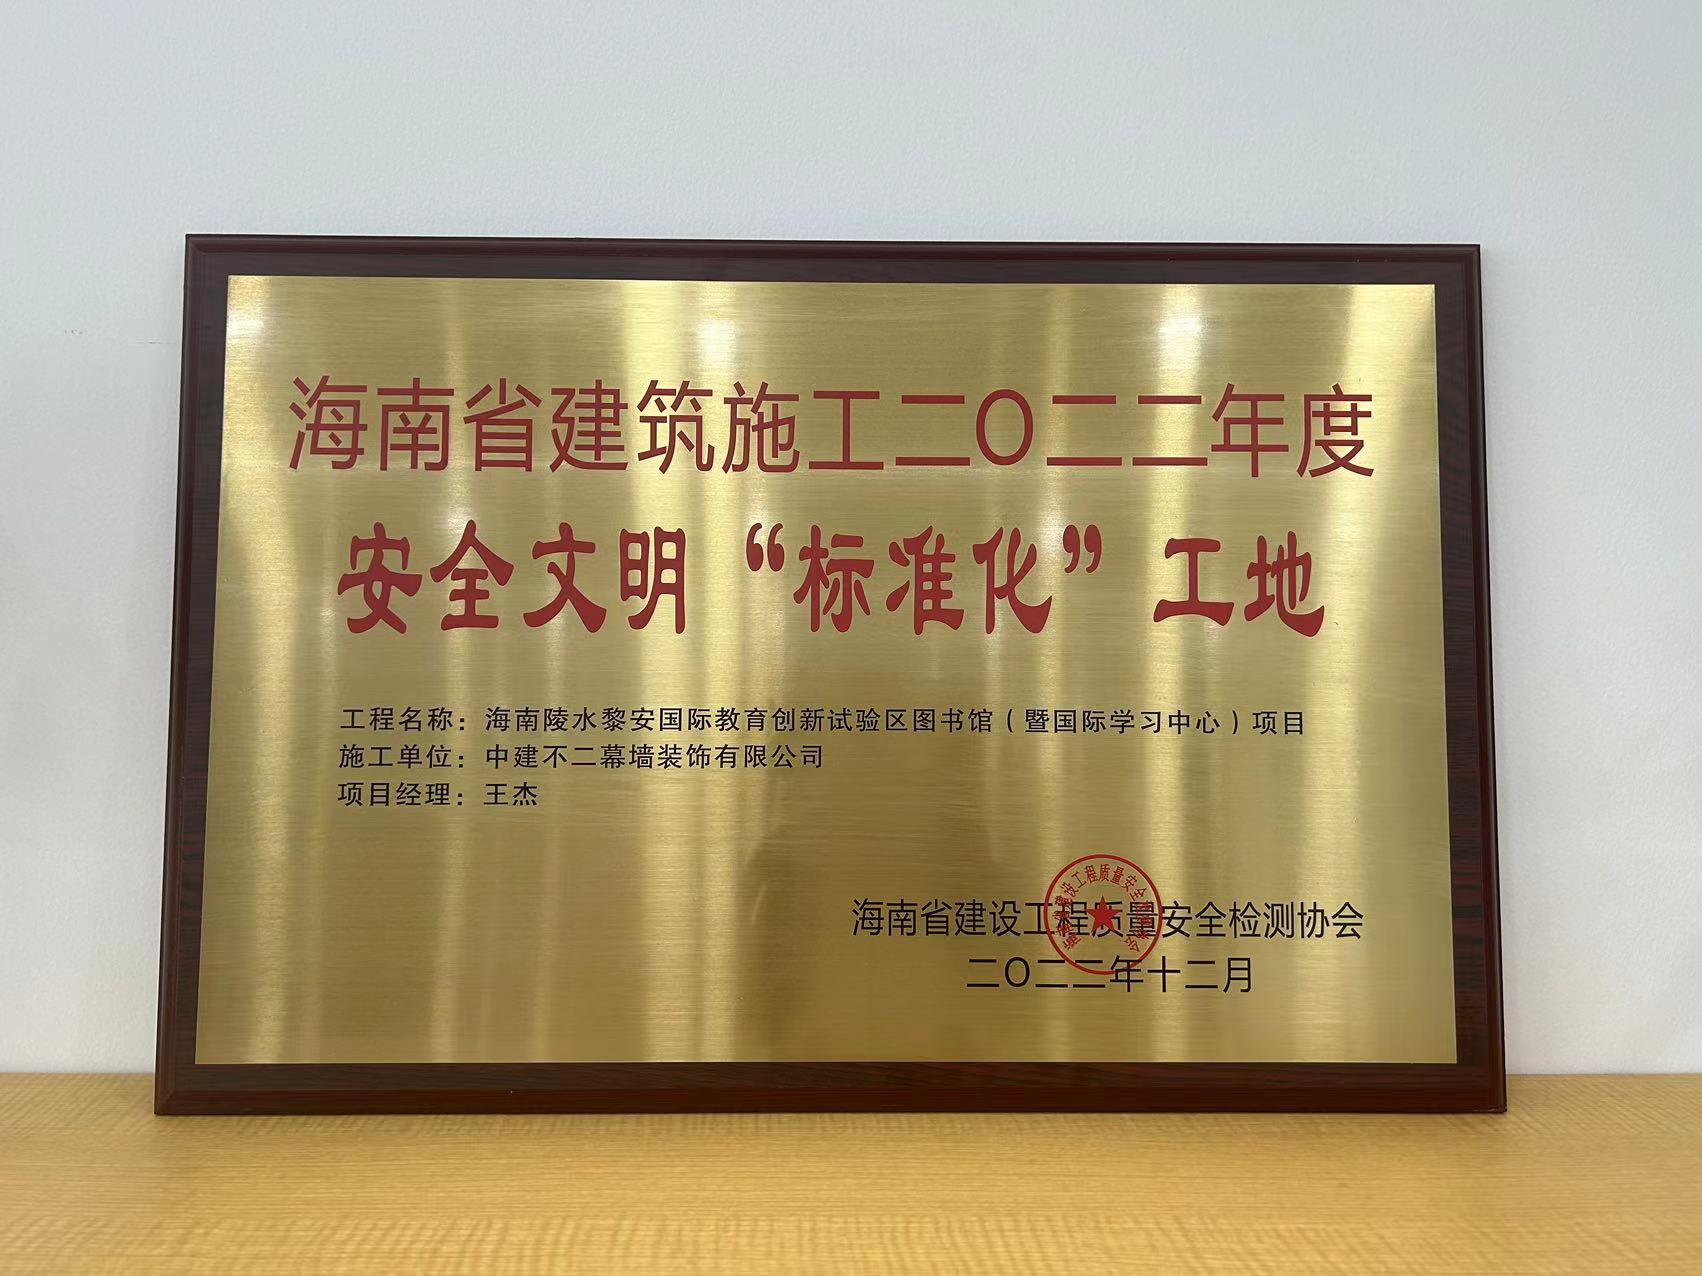 海南省建筑施工二〇二二年度
安全文明“标准化”工地
工程名称：海南陵水黎安国际教育创新试验区图书馆（暨国际学习中心）项目
施工单位：中建不二幕墙装饰有限公司
项目经理：王杰
海南省建设工程质量安全检测协会
二〇二二年十二月